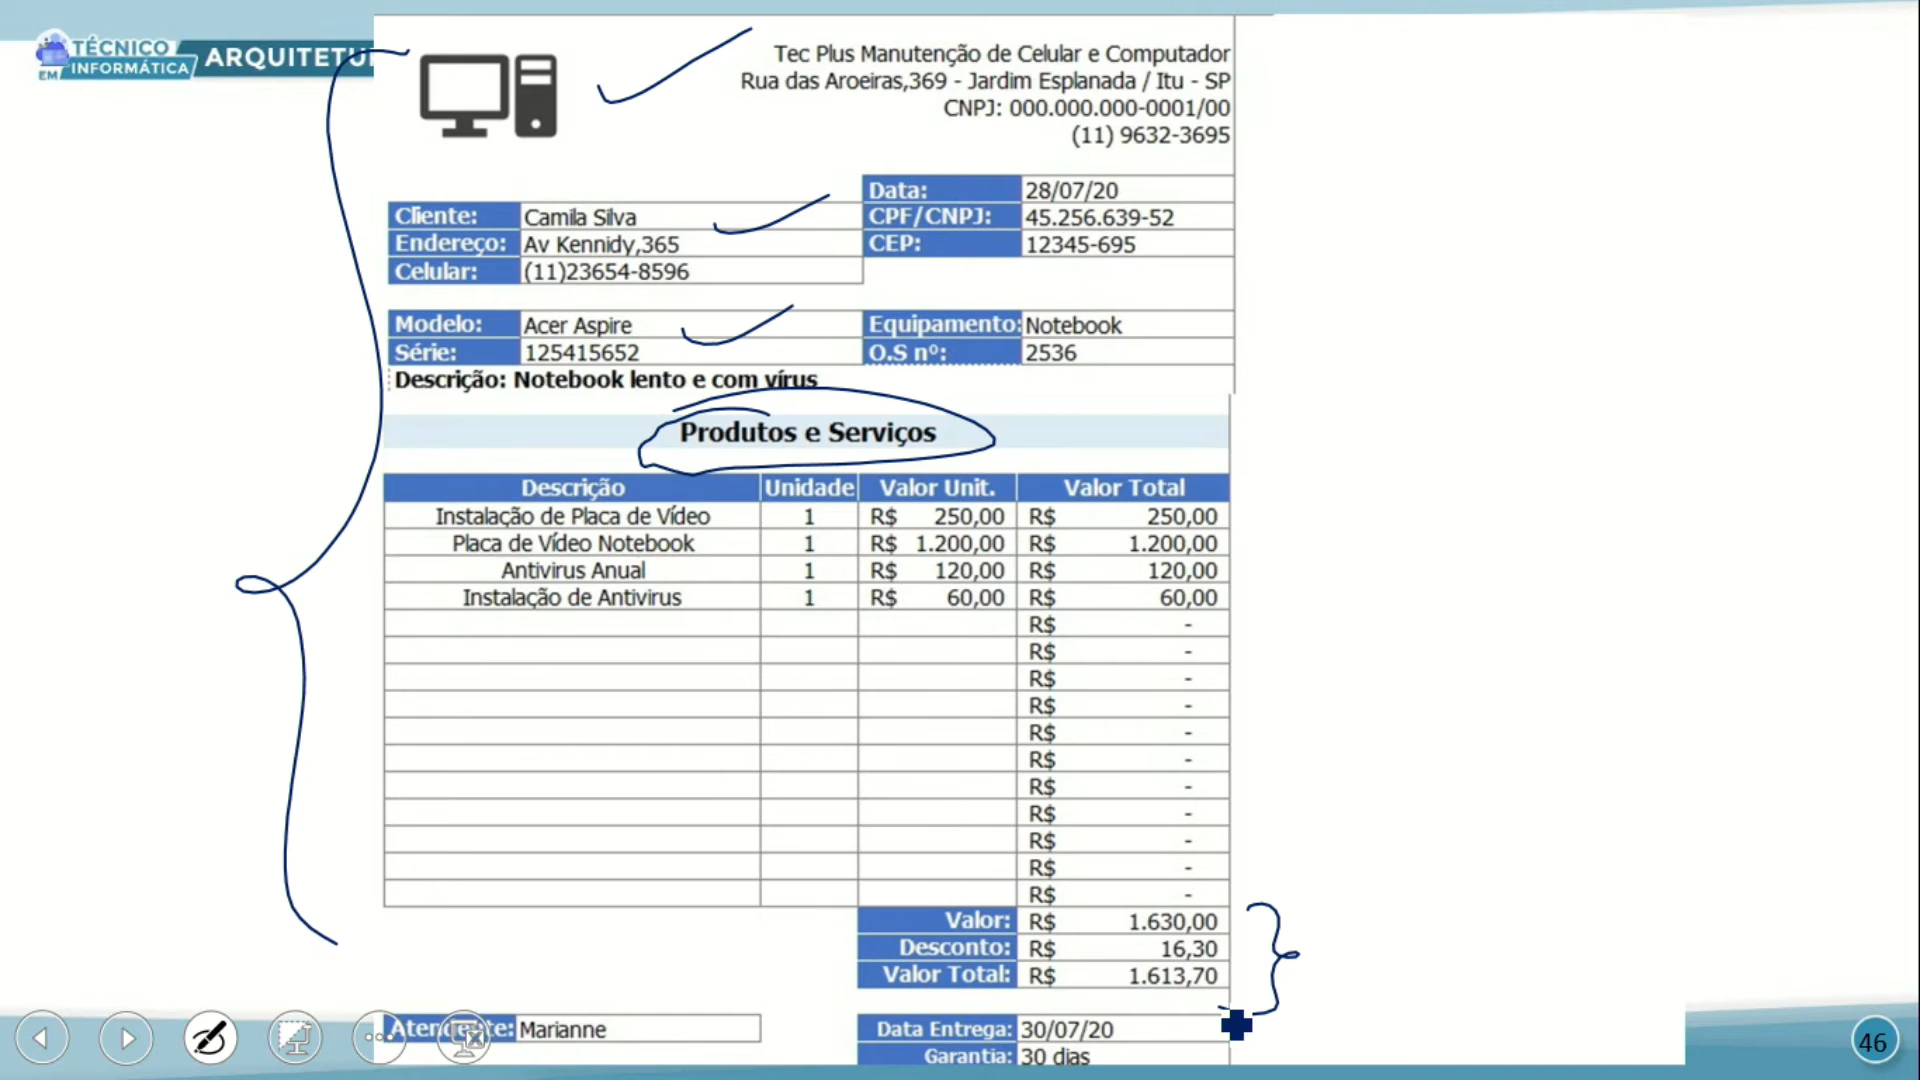 TÉCNICO
EM INFORMÁTICA
ARQUITETU
Tec Plus Manutenção de Celular e Computador
Rua das Aroeiras,369 - Jardim Esplanada / Itu - SP
CNPJ: 000.000.000-0001/00
(11) 9632-3695
Data: 28/07/20
Cliente: Camila Silva CPF/CNPJ: 45.256.639-52
Endereço: Av Kennidy,365 CEP: 12345-695
Celular: (11)23654-8596
Modelo: Acer Aspire Equipamento: Notebook
Série: 125415652 O.S nº: 2536
Descrição: Notebook lento e com vírus
Produtos e Serviços
Descrição Unidade Valor Unit. Valor Total
Instalação de Placa de Vídeo 1 R$ 250,00 R$ 250,00
Placa de Vídeo Notebook 1 R$ 1.200,00 R$ 1.200,00
Antivirus Anual 1 R$ 120,00 R$ 120,00
Instalação de Antivirus 1 R$ 60,00 R$ 60,00
R$ -
R$ -
R$ -
R$ -
R$ -
R$ -
R$ -
R$ -
R$ -
R$ -
R$ -
Valor: R$ 1.630,00
Desconto: R$ 16,30
Valor Total: R$ 1.613,70
Atendente: Marianne Data Entrega: 30/07/20
Garantia: 30 dias
46